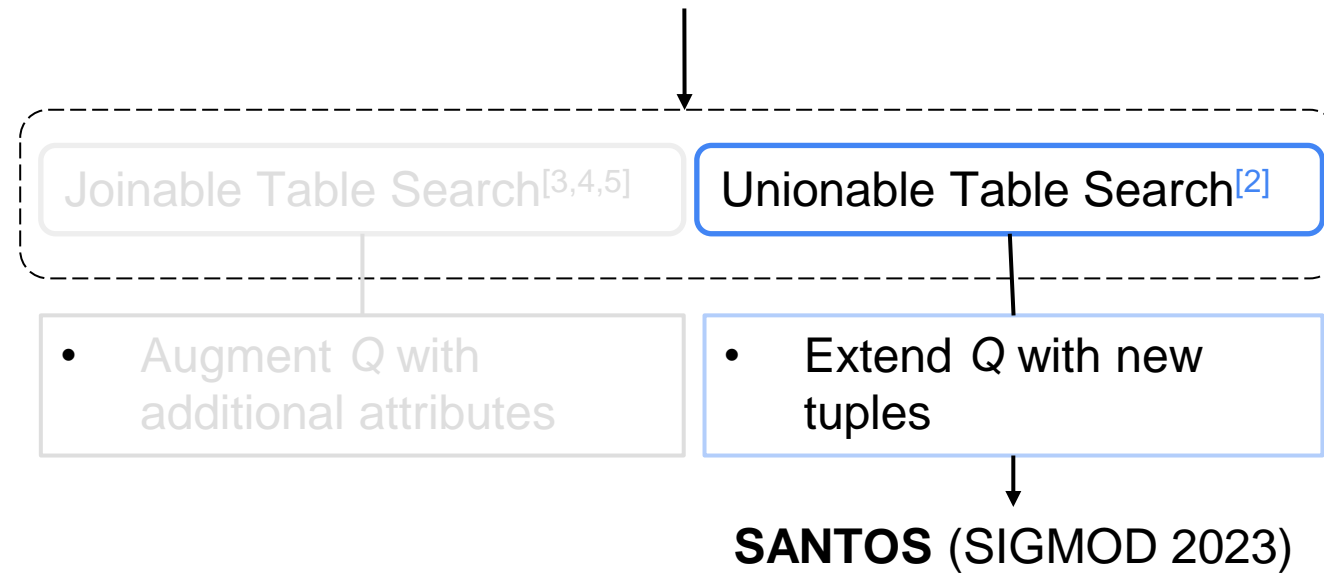 Joinable Table Search[3,4,5]
Unionable Table Search[2]
• Augment Q with
additional attributes
• Extend Q with new
tuples
SANTOS (SIGMOD 2023)